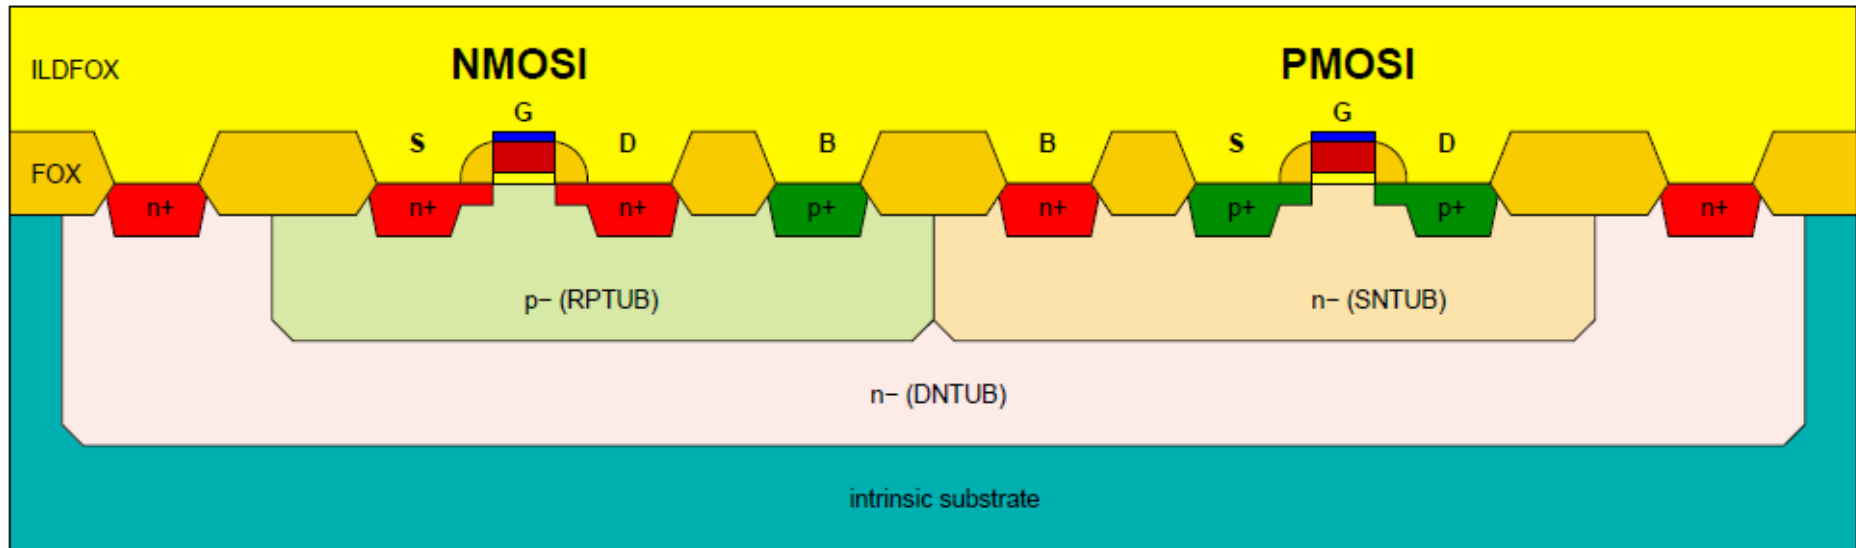 NMOSI
PMOSI
ILDFOX
G
G
S
D
B
B
S
D
FOX
n+
n+
n+
p+
n+
p+
p+
n+
p− (RPTUB)
n− (SNTUB)
n− (DNTUB)
intrinsic substrate